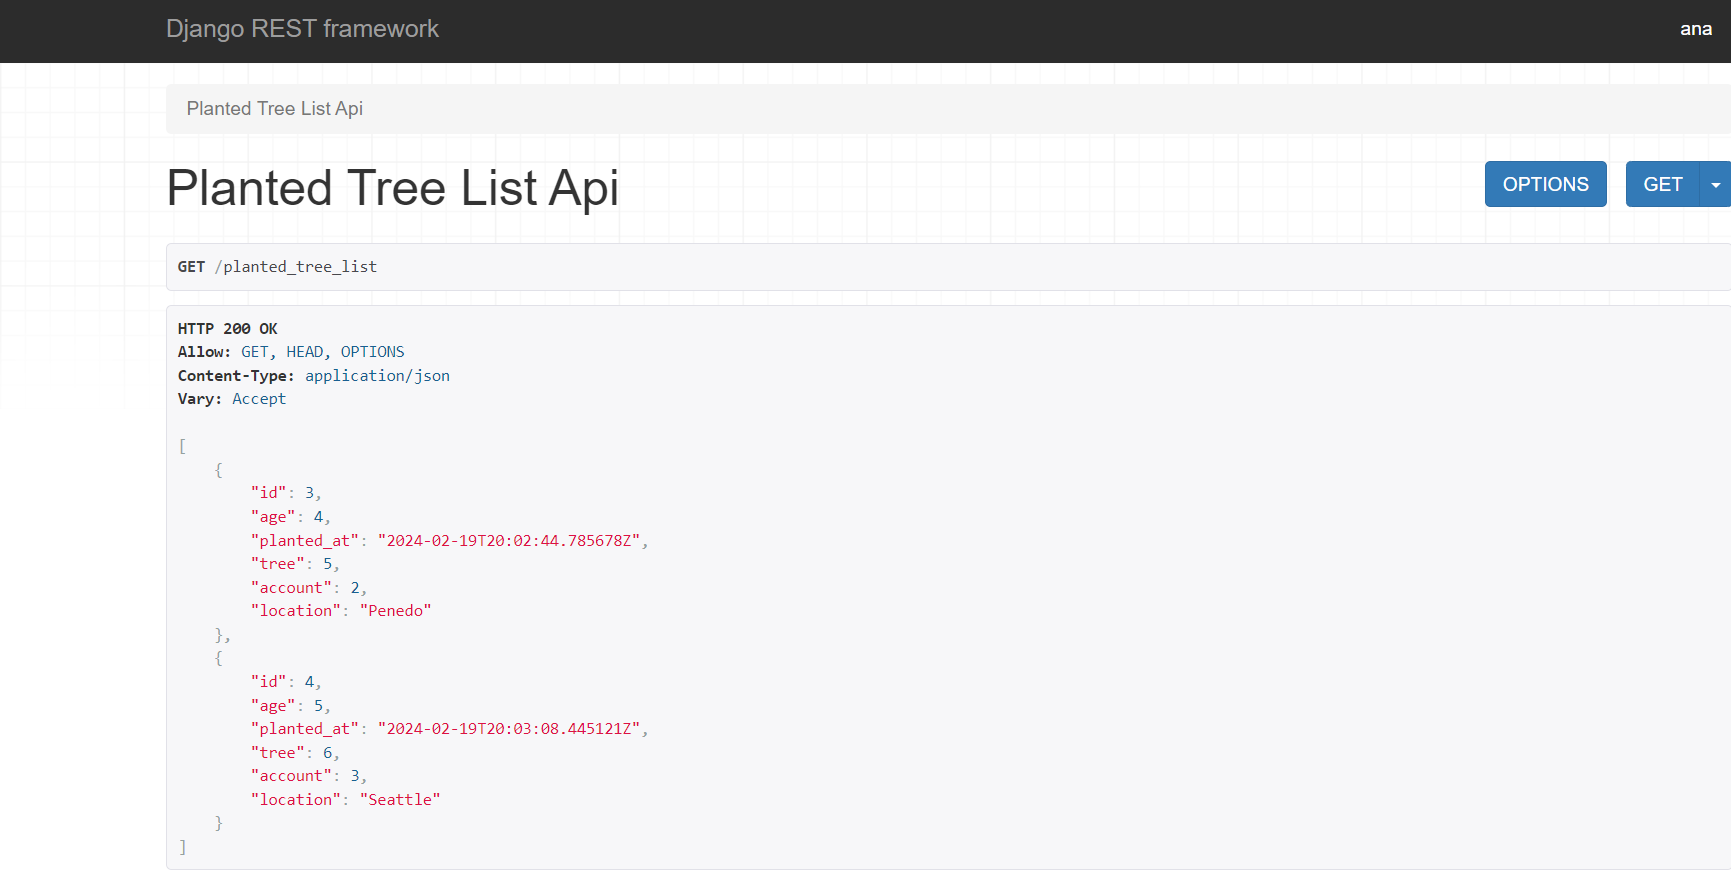 Django REST framework
ana
Planted Tree List Api
Planted Tree List Api
OPTIONS
GET
GET /planted_tree_list
HTTP 200 OK
Allow: GET, HEAD, OPTIONS
Content-Type: application/json
Vary: Accept
[
    {
        "id": 3,
        "age": 4,
        "planted_at": "2024-02-19T20:02:44.785678Z",
        "tree": 5,
        "account": 2,
        "location": "Penedo"
    },
    {
        "id": 4,
        "age": 5,
        "planted_at": "2024-02-19T20:03:08.445121Z",
        "tree": 6,
        "account": 3,
        "location": "Seattle"
    }
]